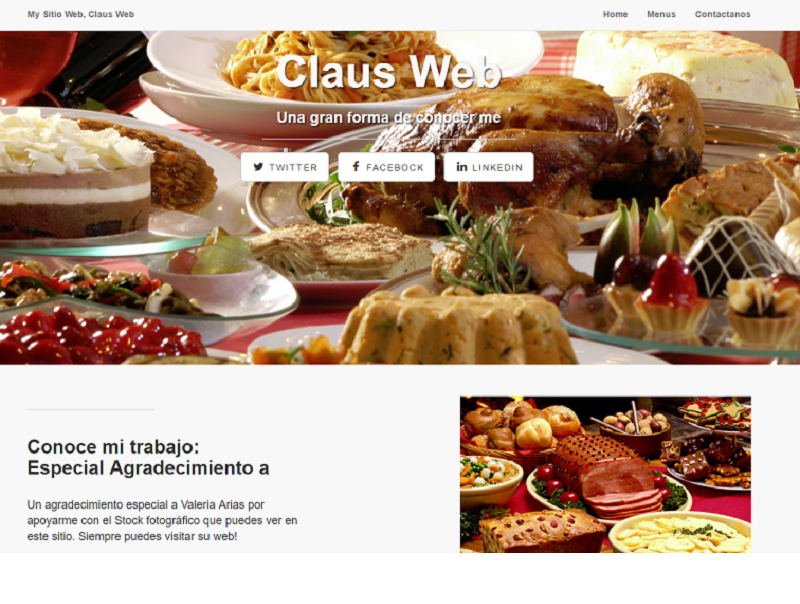 My Sitio Web, Claus Web
Home Menus Contactanos
Claus Web
Una gran forma de conocer me
TWITTER FACEBOOK LINKEDIN
Conoce mi trabajo:
Especial Agradecimiento a
Un agradecimiento especial a Valeria Arias por
apoyarme con el Stock fotográfico que puedes ver en
este sitio. Siempre puedes visitar su web!